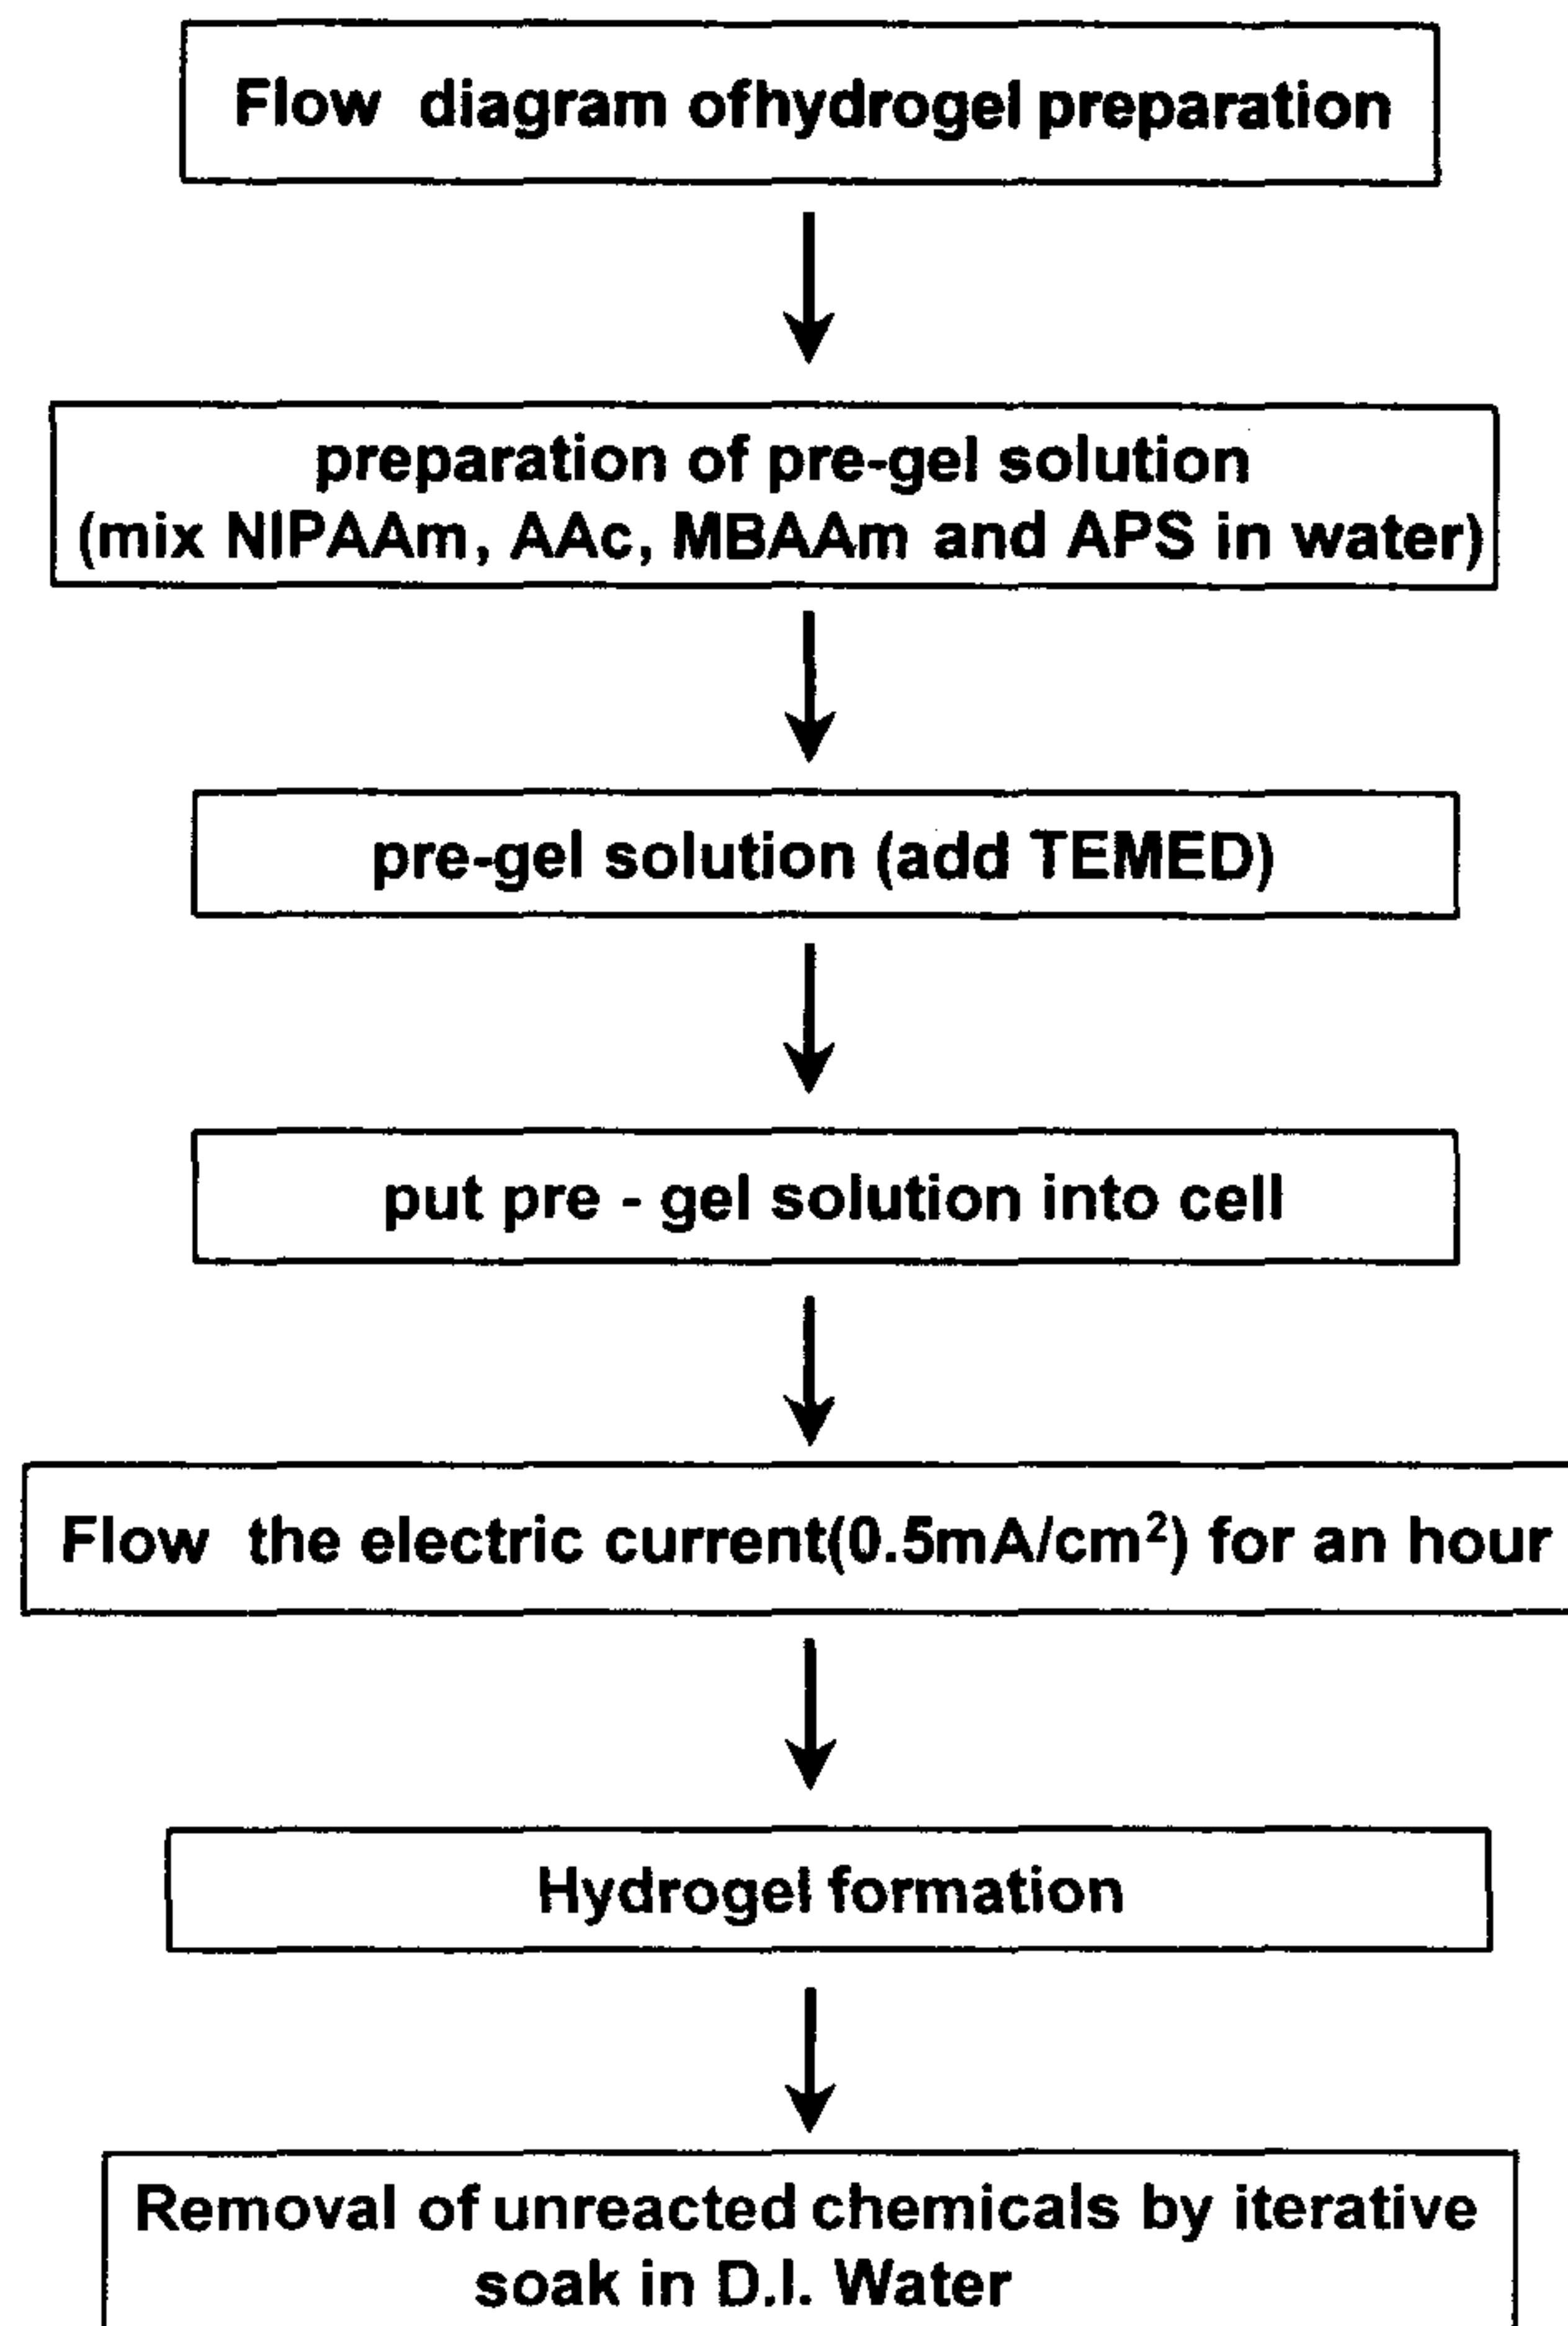 Flow diagram ofhydrogel preparation
preparation of pre-gel solution
(mix NIPAAm, AAc, MBAAm and APS in water)
pre-gel solution (add TEMED)
put pre - gel solution into cell
Flow the electric current(0.5mA/cm²) for an hour
Hydrogel formation
Removal of unreacted chemicals by iterative
soak in D.I. Water